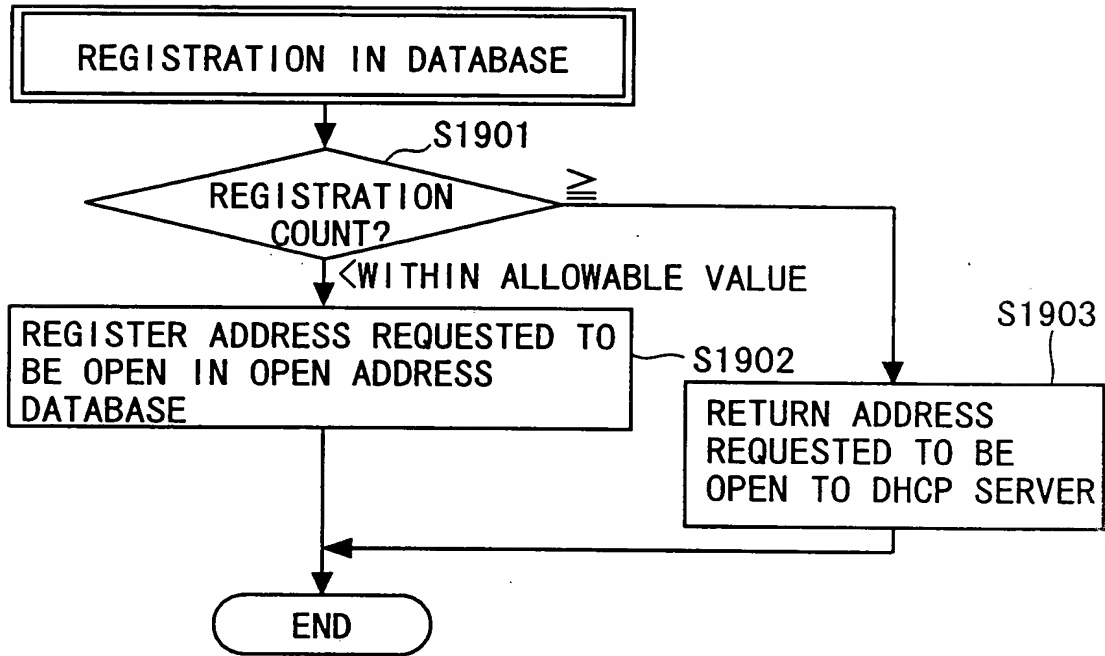 REGISTRATION IN DATABASE
S1901
REGISTRATION
COUNT?
≧
<WITHIN ALLOWABLE VALUE
REGISTER ADDRESS REQUESTED TO
BE OPEN IN OPEN ADDRESS
DATABASE
S1902
S1903
RETURN ADDRESS
REQUESTED TO BE
OPEN TO DHCP SERVER
END